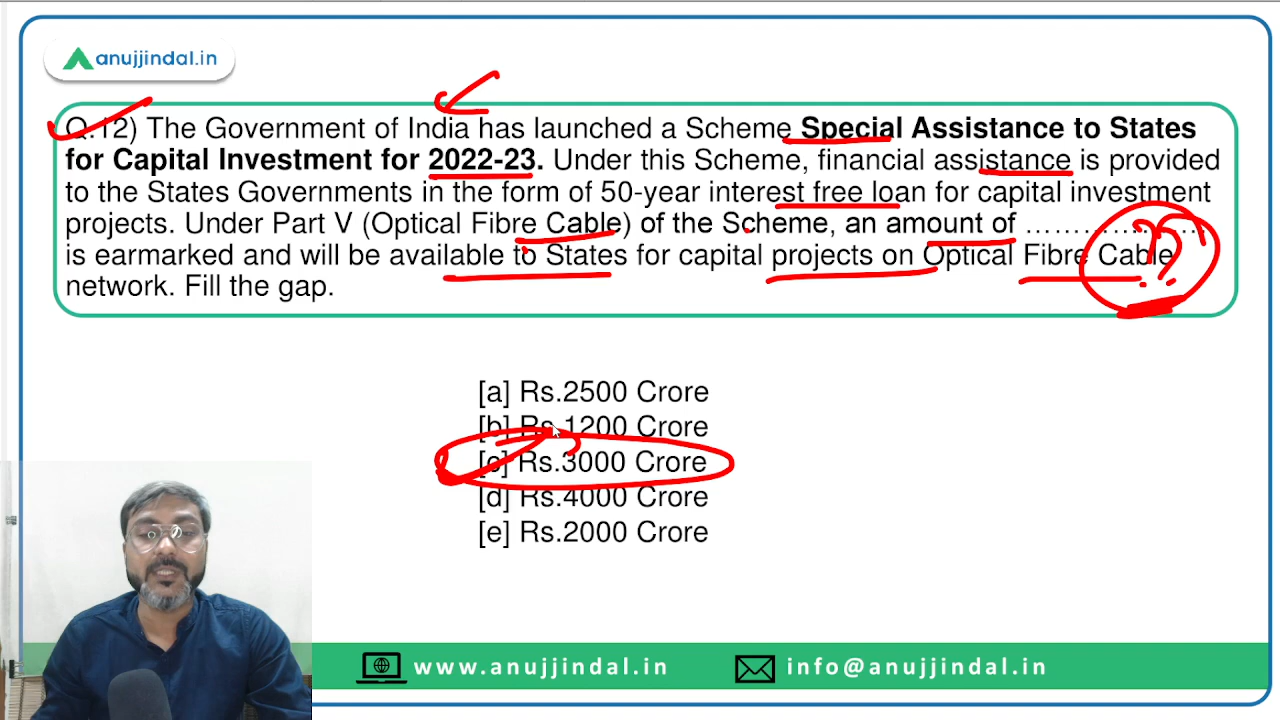 anujjindal.in
Q.12) The Government of India has launched a Scheme Special Assistance to States
for Capital Investment for 2022-23. Under this Scheme, financial assistance is provided
to the States Governments in the form of 50-year interest free loan for capital investment
projects. Under Part V (Optical Fibre Cable) of the Scheme, an amount of ………………….
is earmarked and will be available to States for capital projects on Optical Fibre Cable
network. Fill the gap.
??
[a] Rs.2500 Crore
[b] Rs.1200 Crore
[c] Rs.3000 Crore
[d] Rs.4000 Crore
[e] Rs.2000 Crore
www.anujjindal.in
info@anujjindal.in